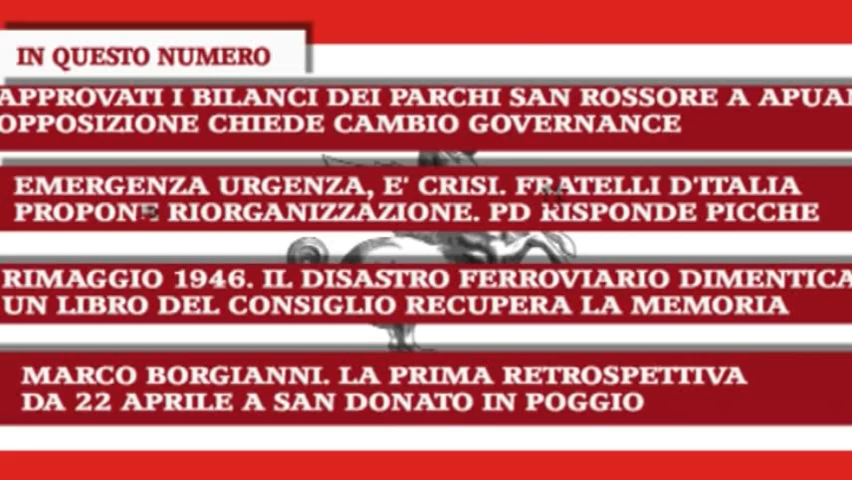 IN QUESTO NUMERO
APPROVATI I BILANCI DEI PARCHI SAN ROSSORE A APUAN
OPPOSIZIONE CHIEDE CAMBIO GOVERNANCE
EMERGENZA URGENZA, E' CRISI. FRATELLI D'ITALIA
PROPONE RIORGANIZZAZIONE. PD RISPONDE PICCHE
RIMAGGIO 1946. IL DISASTRO FERROVIARIO DIMENTICA
UN LIBRO DEL CONSIGLIO RECUPERA LA MEMORIA
MARCO BORGIANNI. LA PRIMA RETROSPETTIVA
DA 22 APRILE A SAN DONATO IN POGGIO